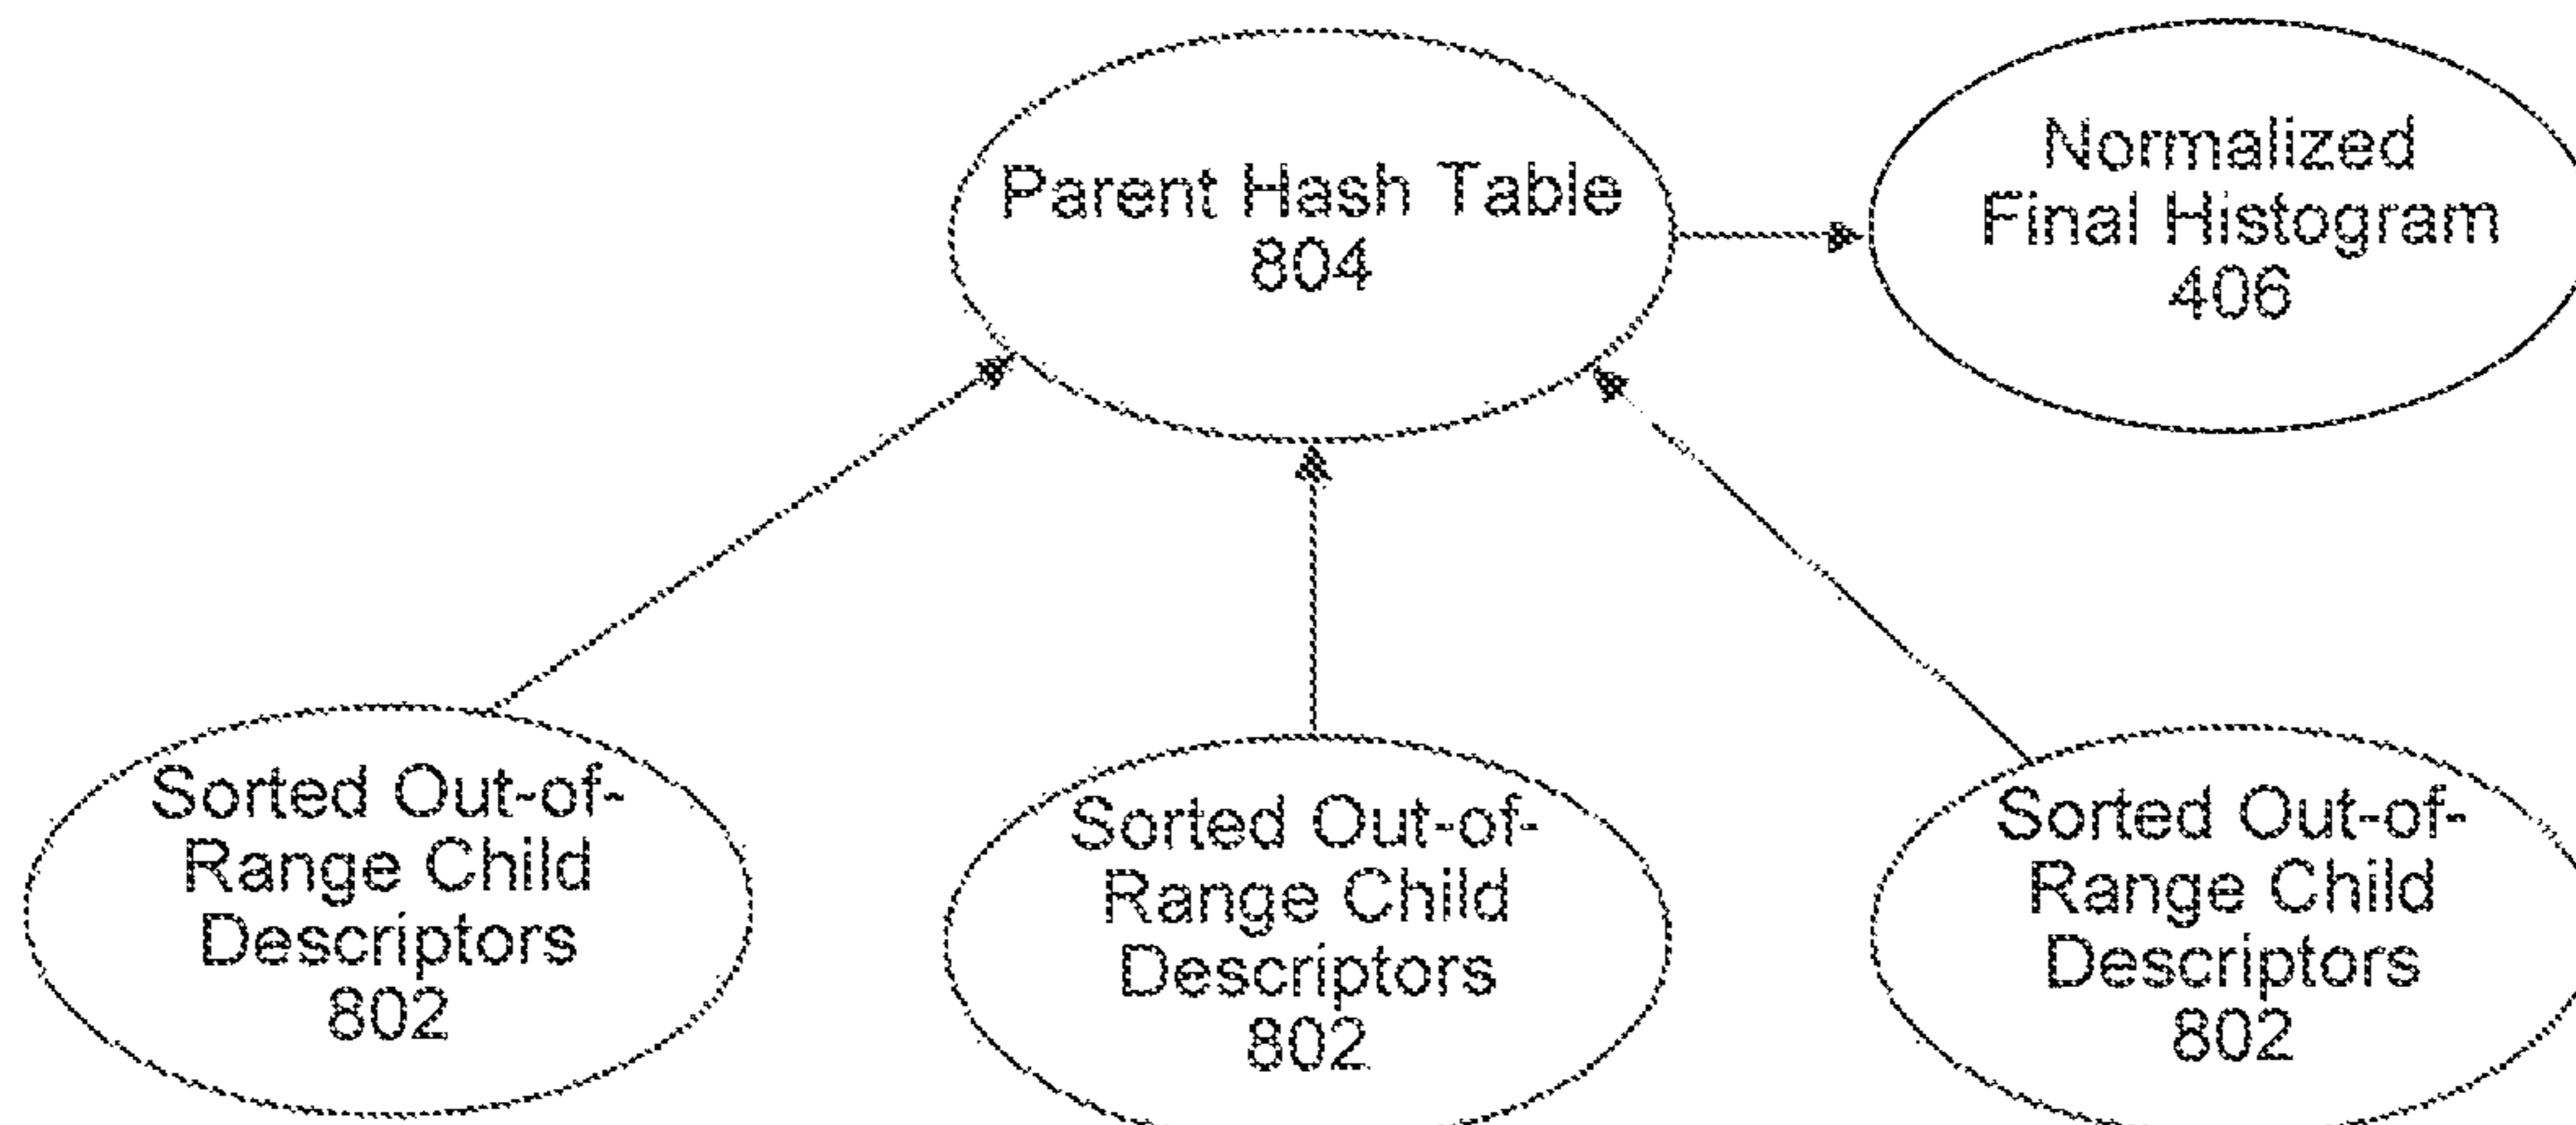 Parent Hash Table
804
Normalized
Final Histogram
406
Sorted Out-of-
Range Child
Descriptors
802
Sorted Out-of-
Range Child
Descriptors
802
Sorted Out-of-
Range Child
Descriptors
802